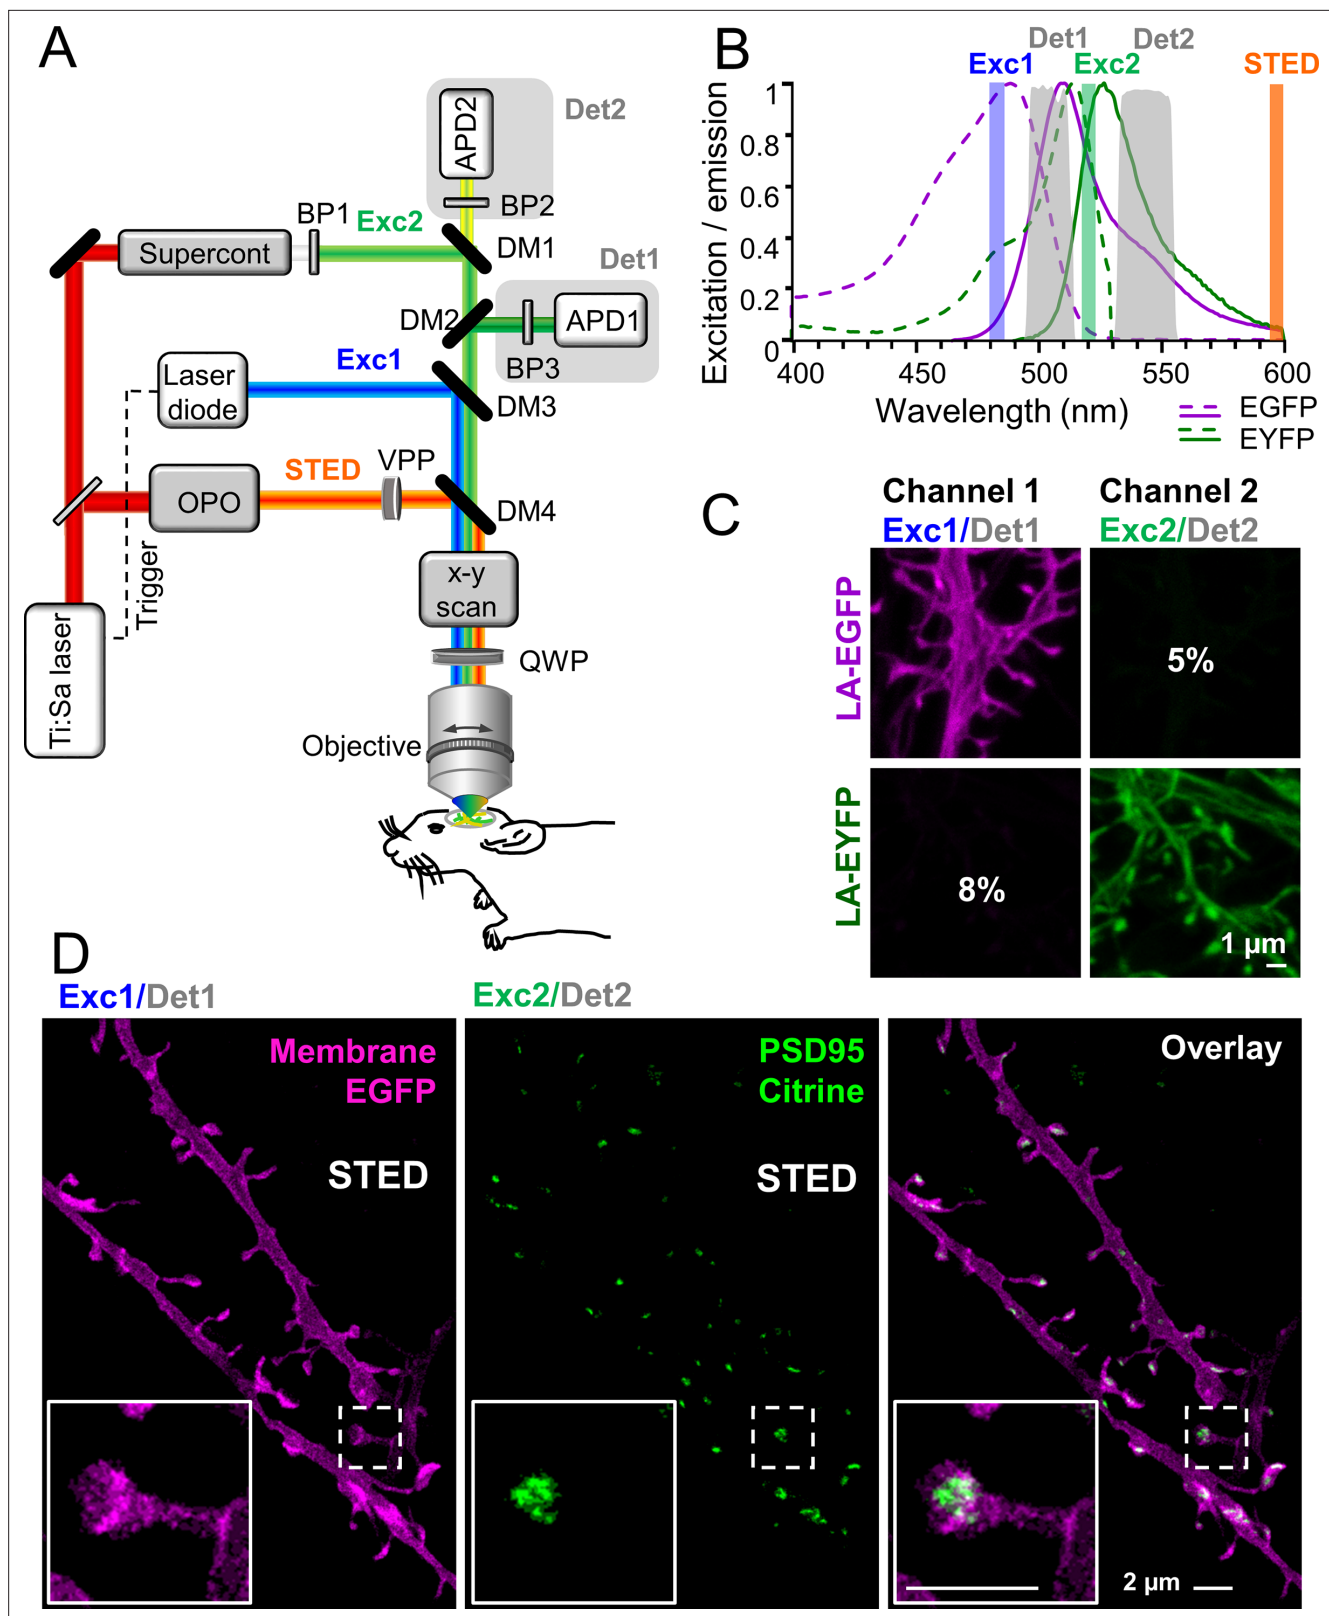 A
Det2
APD2
BP2
BP1
Exc2
Supercont
DM1
Det1
DM2
APD1
BP3
Exc1
Laser
diode
DM3
STED
VPP
OPO
DM4
Trigger
x-y
scan
QWP
Ti:Sa laser
Objective
B
Det1
Det2
Exc1
Exc2
STED
Excitation / emission
1
0.8
0.6
0.4
0.2
0
400
450
500
550
600
Wavelength (nm)
EGFP
EYFP
C
Channel 1
Channel 2
Exc1/Det1
Exc2/Det2
LA-EGFP
5%
LA-EYFP
8%
1 µm
D
Exc1/Det1
Exc2/Det2
Membrane
EGFP
STED
PSD95
Citrine
STED
Overlay
2 µm